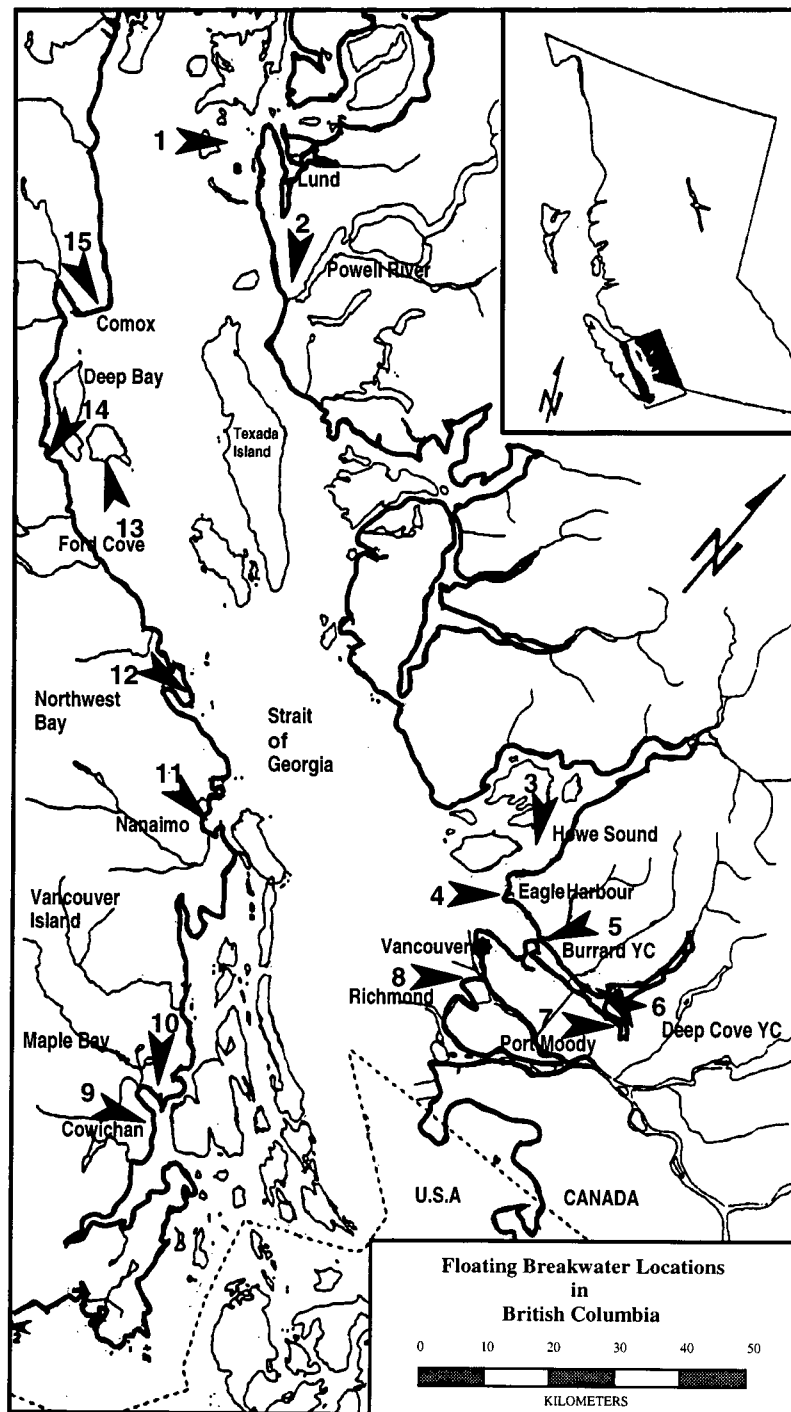 1
Lund
2
Powell River
15
Comox
Deep Bay
14
Texada
Island
13
Ford Cove
12
Northwest
Bay
Strait
of
Georgia
11
Nanaimo
3
Howe Sound
4
Eagle Harbour
5
Burrard YC
Vancouver
Island
Vancouver
8
Richmond
6
7
Deep Cove YC
Port Moody
10
Maple Bay
9
Cowichan
U.S.A
CANADA
N
N
Floating Breakwater Locations
in
British Columbia
0 10 20 30 40 50
KILOMETERS